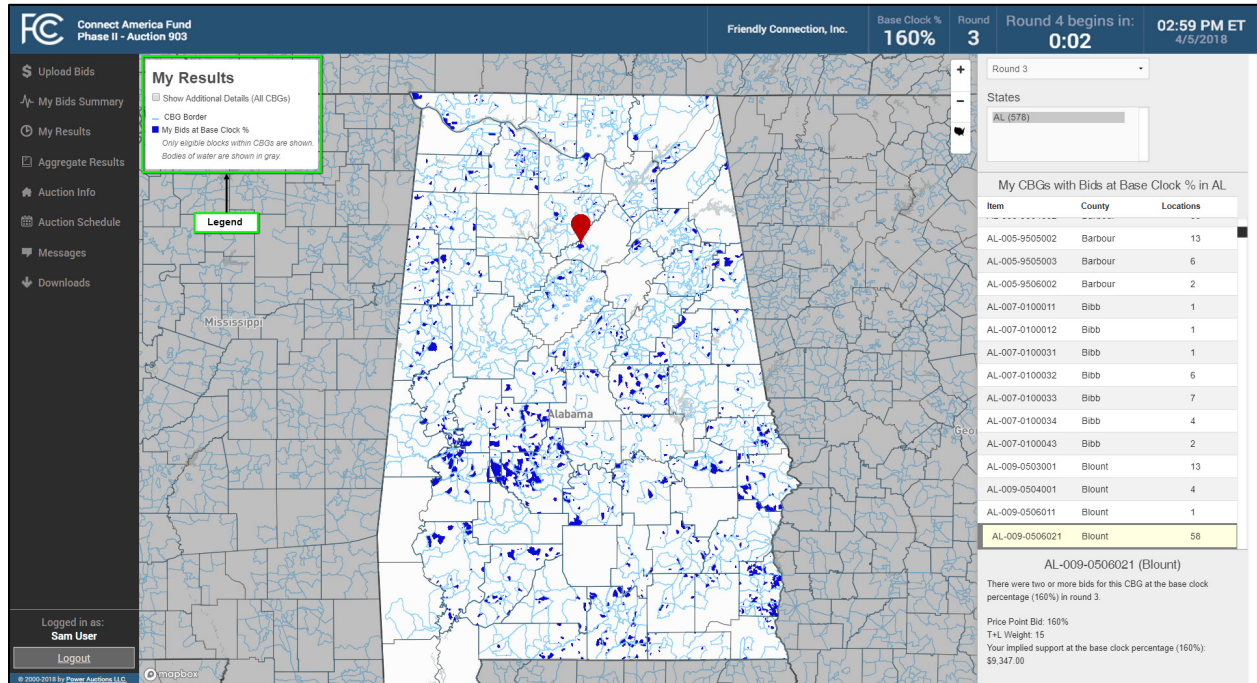 FCC
Connect America Fund
Phase II - Auction 903
Friendly Connection, Inc.
Base Clock %
160%
Round
3
Round 4 begins in:
0:02
02:59 PM ET
4/5/2018
Upload Bids
My Bids Summary
My Results
Aggregate Results
Auction Info
Auction Schedule
Messages
Downloads
Logged in as:
Sam User
Logout
© 2000-2018 by Power Auctions LLC.
My Results
Show Additional Details (All CBGs)
CBG Border
My Bids at Base Clock %
Only eligible blocks within CBGs are shown.
Bodies of water are shown in gray.
Legend
Mississippi
Alabama
Geor
mapbox
+
-
Round 3
States
AL (578)
My CBGs with Bids at Base Clock % in AL
Item County Locations
AL-005-9505002 Barbour 13
AL-005-9505003 Barbour 6
AL-005-9506002 Barbour 2
AL-007-0100011 Bibb 1
AL-007-0100012 Bibb 1
AL-007-0100031 Bibb 1
AL-007-0100032 Bibb 6
AL-007-0100033 Bibb 7
AL-007-0100034 Bibb 4
AL-007-0100043 Bibb 2
AL-009-0503001 Blount 13
AL-009-0504001 Blount 4
AL-009-0506011 Blount 1
AL-009-0506021 Blount 58
AL-009-0506021 (Blount)
There were two or more bids for this CBG at the base clock
percentage (160%) in round 3.
Price Point Bid: 160%
T+L Weight: 15
Your implied support at the base clock percentage (160%):
$9,347.00